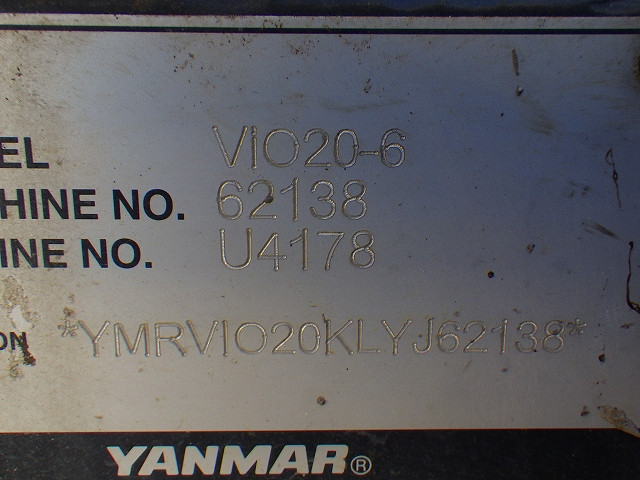 EL ViO20-6
HINE NO. 62138
INE NO. U4178
ON *YMRVIO20KLYJ62138*
YANMAR®